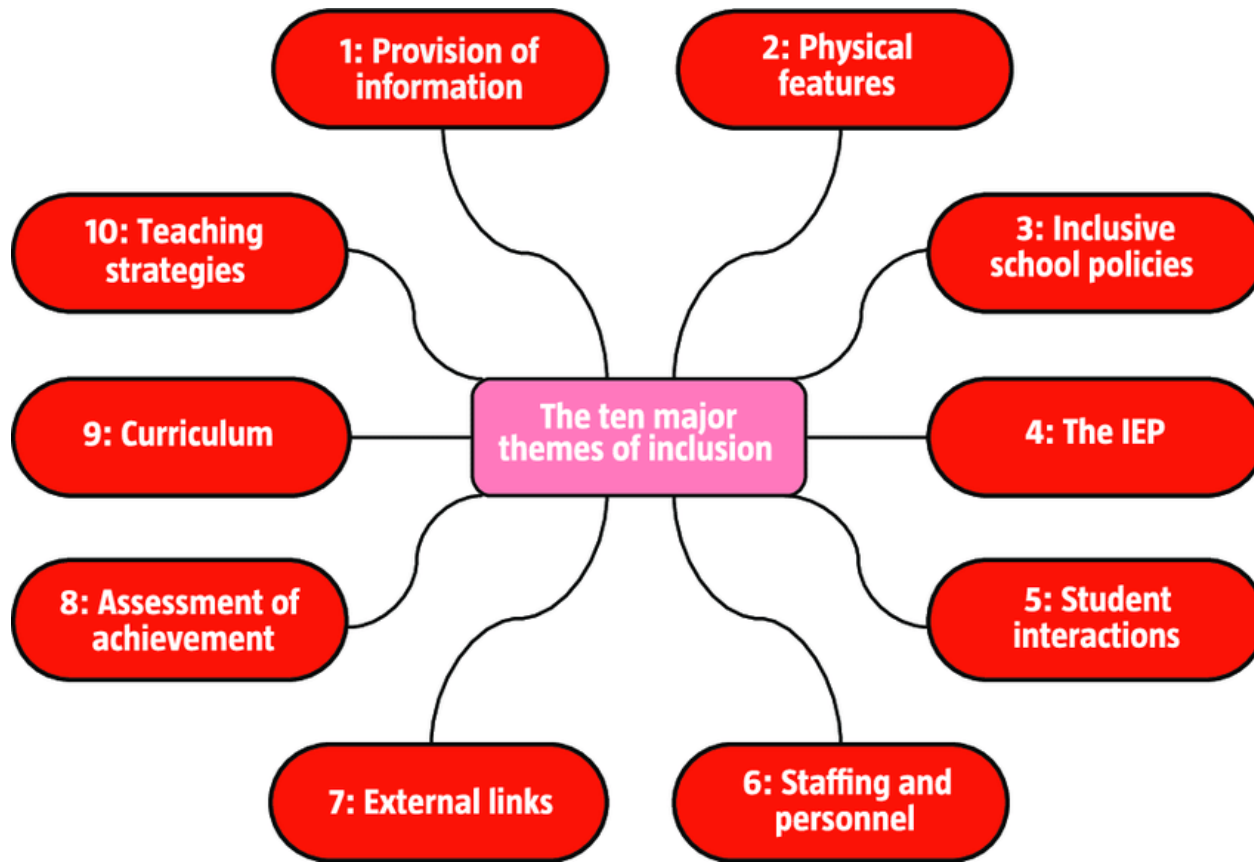 1: Provision of
information
2: Physical
features
10: Teaching
strategies
3: Inclusive
school policies
The ten major
themes of inclusion
9: Curriculum
4: The IEP
8: Assessment of
achievement
5: Student
interactions
7: External links
6: Staffing and
personnel